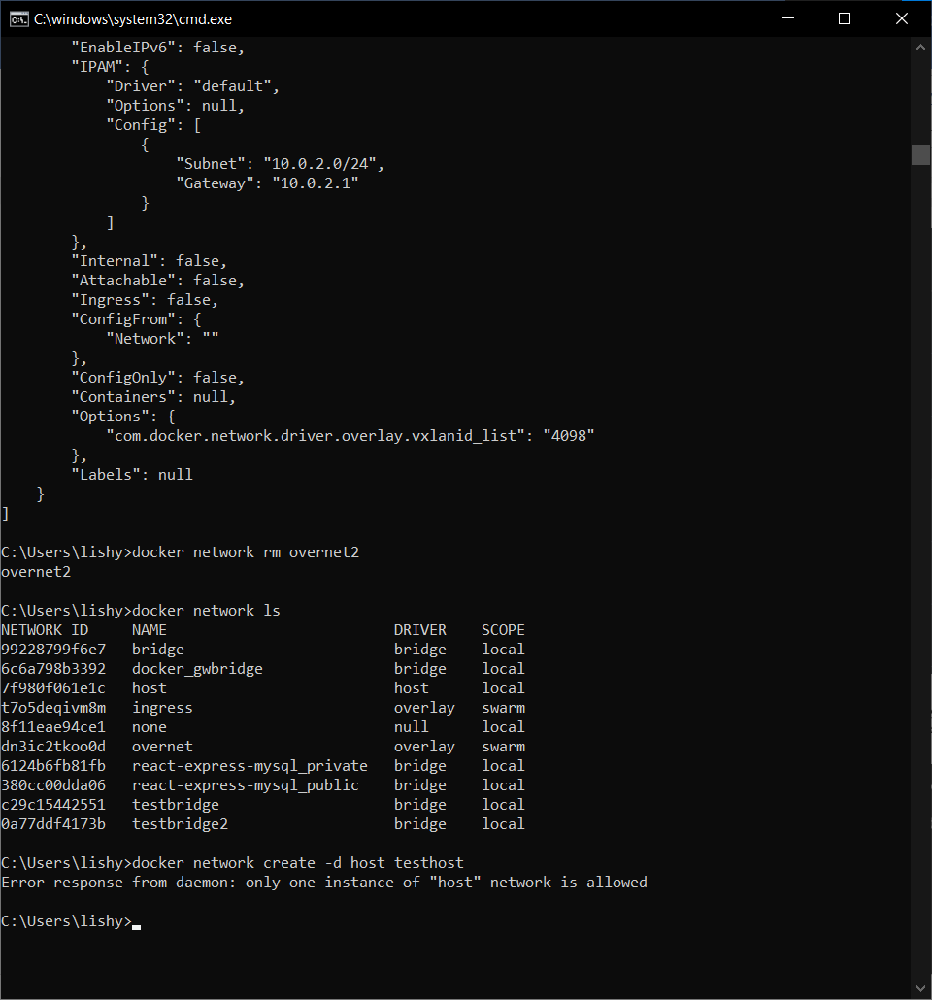 C:\windows\system32\cmd.exe
        "EnableIPv6": false,
        "IPAM": {
            "Driver": "default",
            "Options": null,
            "Config": [
                {
                    "Subnet": "10.0.2.0/24",
                    "Gateway": "10.0.2.1"
                }
            ]
        },
        "Internal": false,
        "Attachable": false,
        "Ingress": false,
        "ConfigFrom": {
            "Network": ""
        },
        "ConfigOnly": false,
        "Containers": null,
        "Options": {
            "com.docker.network.driver.overlay.vxlanid_list": "4098"
        },
        "Labels": null
    }
]
C:\Users\lishy>docker network rm overnet2
overnet2
C:\Users\lishy>docker network ls
NETWORK ID     NAME                          DRIVER    SCOPE
99228799f6e7   bridge                        bridge    local
6c6a798b3392   docker_gwbridge               bridge    local
7f980f061e1c   host                          host      local
t7o5deqivm8m   ingress                       overlay   swarm
8f11eae94ce1   none                          null      local
dn3ic2tkoo0d   overnet                       overlay   swarm
6124b6fb81fb   react-express-mysql_private   bridge    local
380cc00dda06   react-express-mysql_public    bridge    local
c29c15442551   testbridge                    bridge    local
0a77ddf4173b   testbridge2                   bridge    local
C:\Users\lishy>docker network create -d host testhost
Error response from daemon: only one instance of "host" network is allowed
C:\Users\lishy>